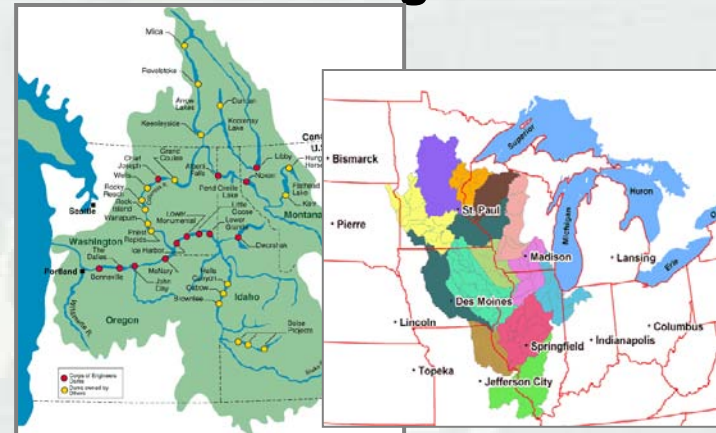 Mica
Revelstoke
Arrow
Lakes
Duncan
Keenleyside
Kootenay
Lake
Grand
Coulee
Chief
Joseph
Wells
Albeni
Falls
Libby
Rocky
Reach
Rock
Island
Wanapum
Pend Oreille
Lake
Noxon
Flathead
Lake
Kerr
Seattle
Priest
Rapids
Lower
Monumental
Little
Goose
Lower
Granite
Montana
Washington
Ice Harbor
Dworshak
The
Dalles
Portland
McNary
Bonneville
John
Day
Hells
Canyon
Oxbow
Brownlee
Idaho
Oregon
Willamette R.
Boise
Projects
Corps of Engineers
Dams
Dams owned by
Others
Superior
Bismarck
Huron
St. Paul
Michigan
Pierre
Madison
Lansing
Erie
Des Moines
Lincoln
Columbus
Indianapolis
Springfield
Topeka
Jefferson City